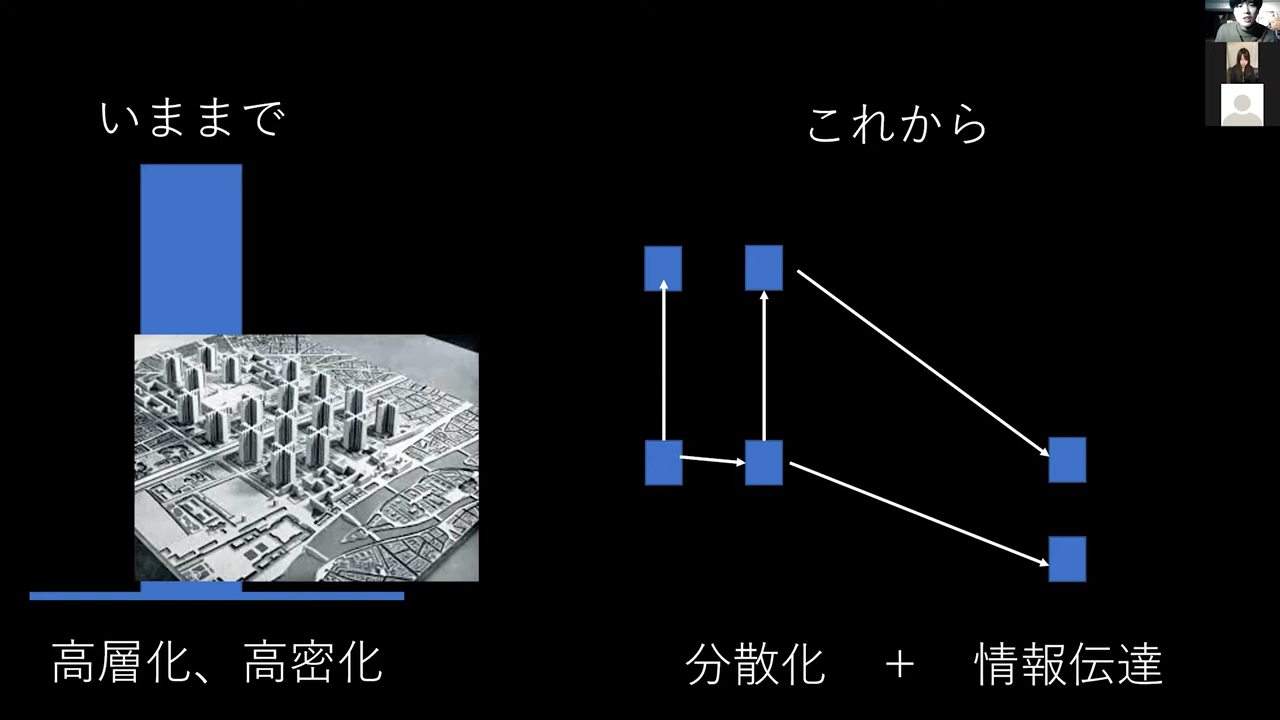 いままで
これから
高層化、高密化
分散化　+　情報伝達